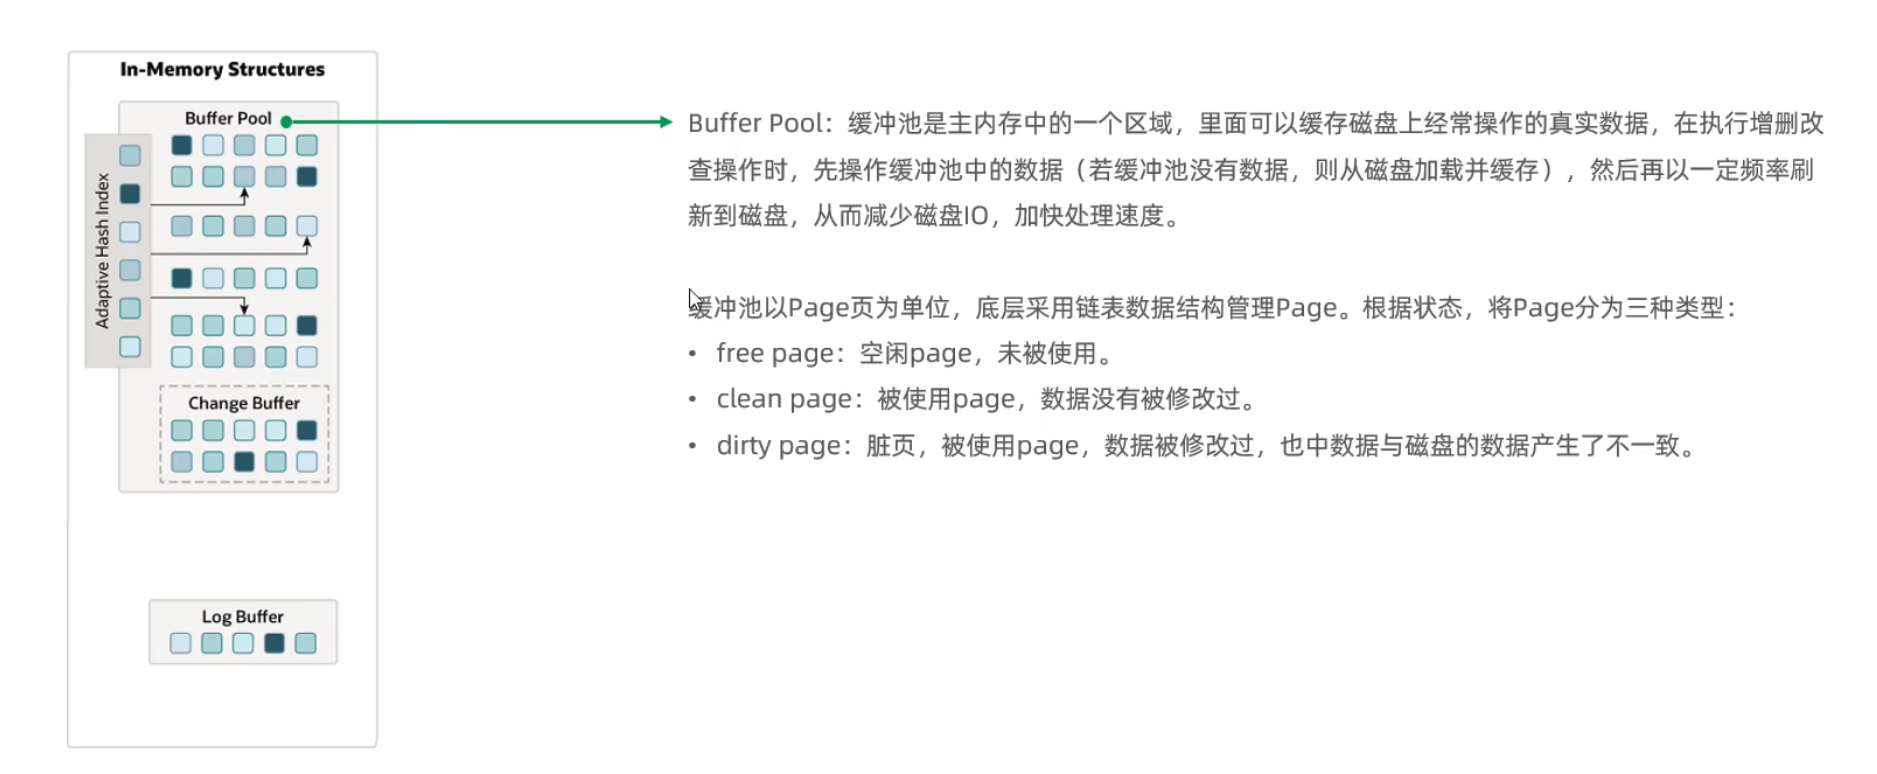 In-Memory Structures
Buffer Pool
Adaptive Hash Index
Change Buffer
Log Buffer
Buffer Pool：缓冲池是主内存中的一个区域，里面可以缓存磁盘上经常操作的真实数据，在执行增删改
查操作时，先操作缓冲池中的数据（若缓冲池没有数据，则从磁盘加载并缓存），然后再以一定频率刷
新到磁盘，从而减少磁盘IO，加快处理速度。
缓冲池以Page页为单位，底层采用链表数据结构管理Page。根据状态，将Page分为三种类型：
• free page：空闲page，未被使用。
• clean page：被使用page，数据没有被修改过。
• dirty page：脏页，被使用page，数据被修改过，也中数据与磁盘的数据产生了不一致。